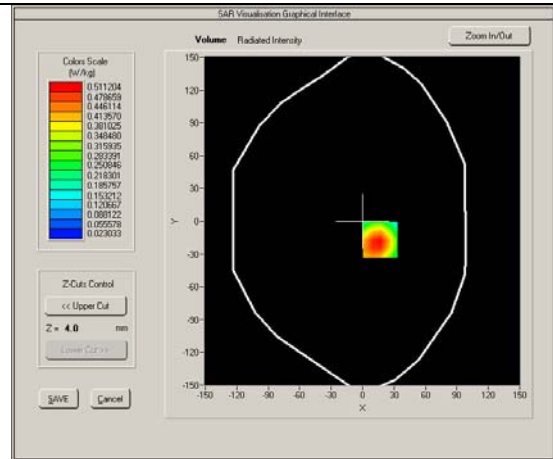 SAR Visualisation Graphical Interface
Volume Radiated Intensity
Zoom In/Out
Colors Scale
(W/kg)
0.511204
0.478659
0.446114
0.413570
0.381025
0.348480
0.315935
0.283391
0.250846
0.218301
0.185757
0.153212
0.120667
0.088122
0.055578
0.023033
Z-Cuts Control
<< Upper Cut
Z = 4.0 mm
Lower Cut >>
SAVE Cancel
150
120
90
60
30
0
-30
-60
-90
-120
-150
Y
-150 -120 -90 -60 -30 0 30 60 90 120 150
X